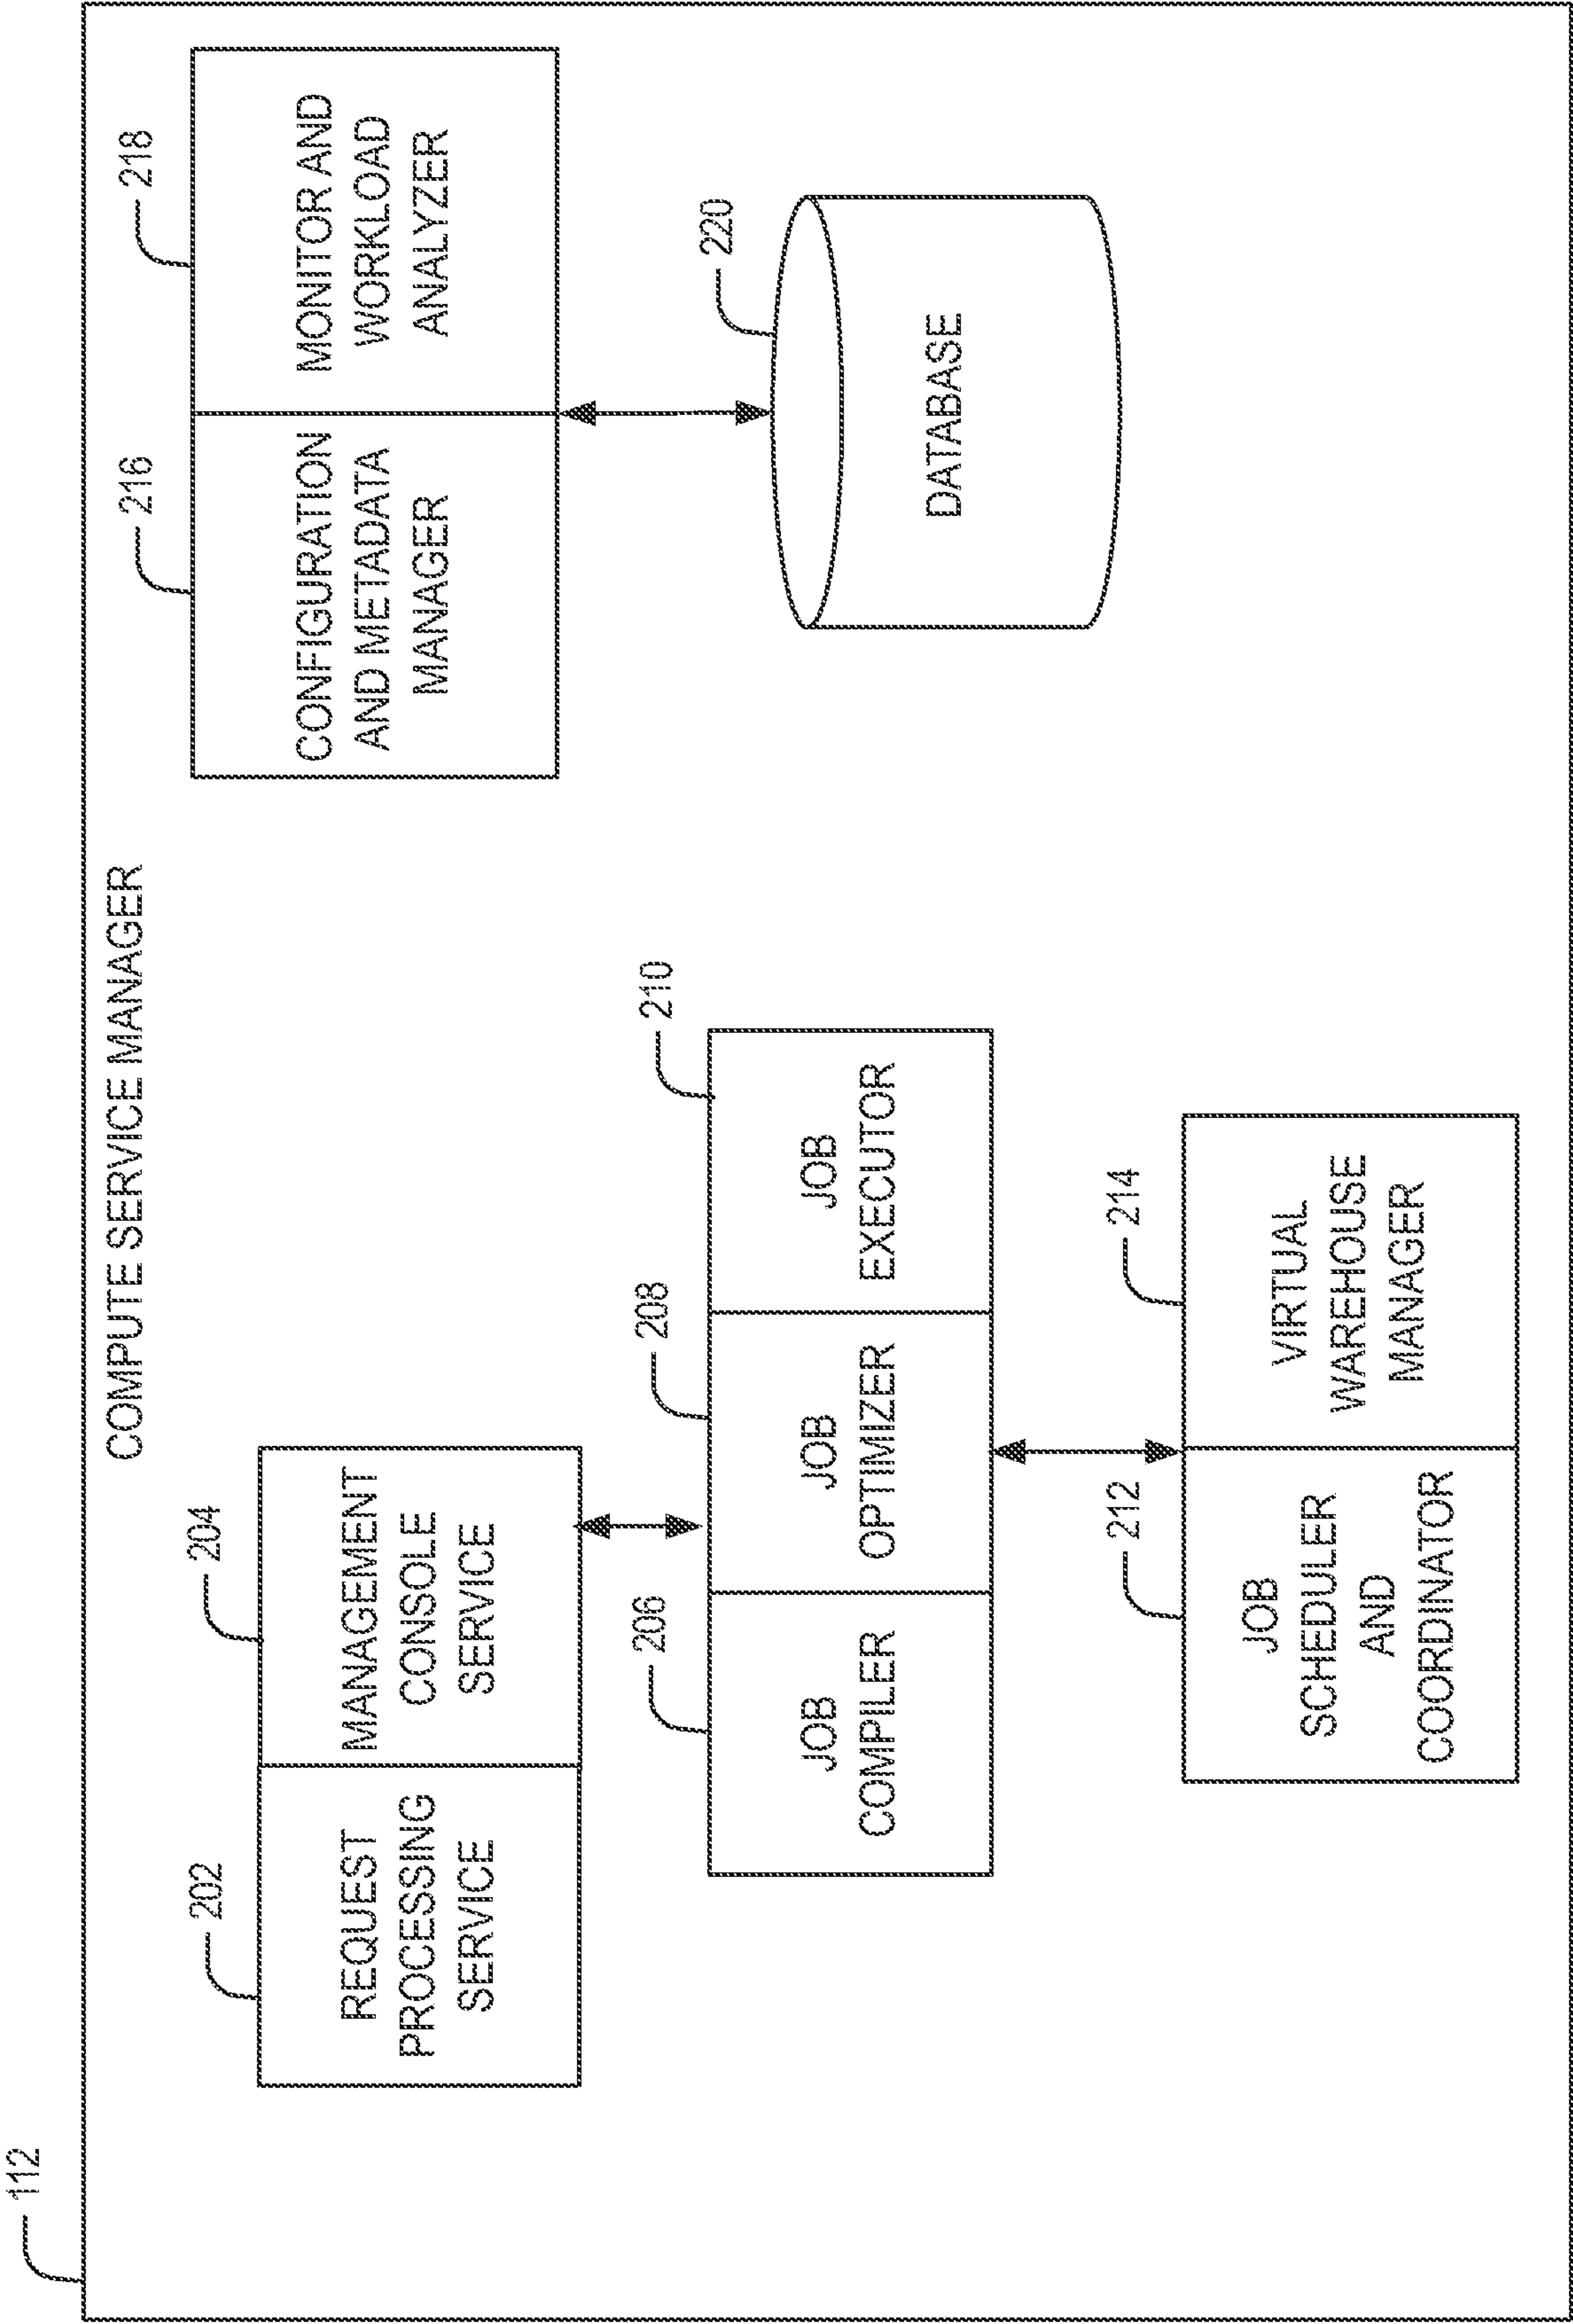 112
COMPUTE SERVICE MANAGER
202
REQUEST
PROCESSING
SERVICE
204
MANAGEMENT
CONSOLE
SERVICE
206
JOB
COMPILER
208
JOB
OPTIMIZER
210
JOB
EXECUTOR
212
JOB
SCHEDULER
AND
COORDINATOR
214
VIRTUAL
WAREHOUSE
MANAGER
216
CONFIGURATION
AND METADATA
MANAGER
218
MONITOR AND
WORKLOAD
ANALYZER
220
DATABASE